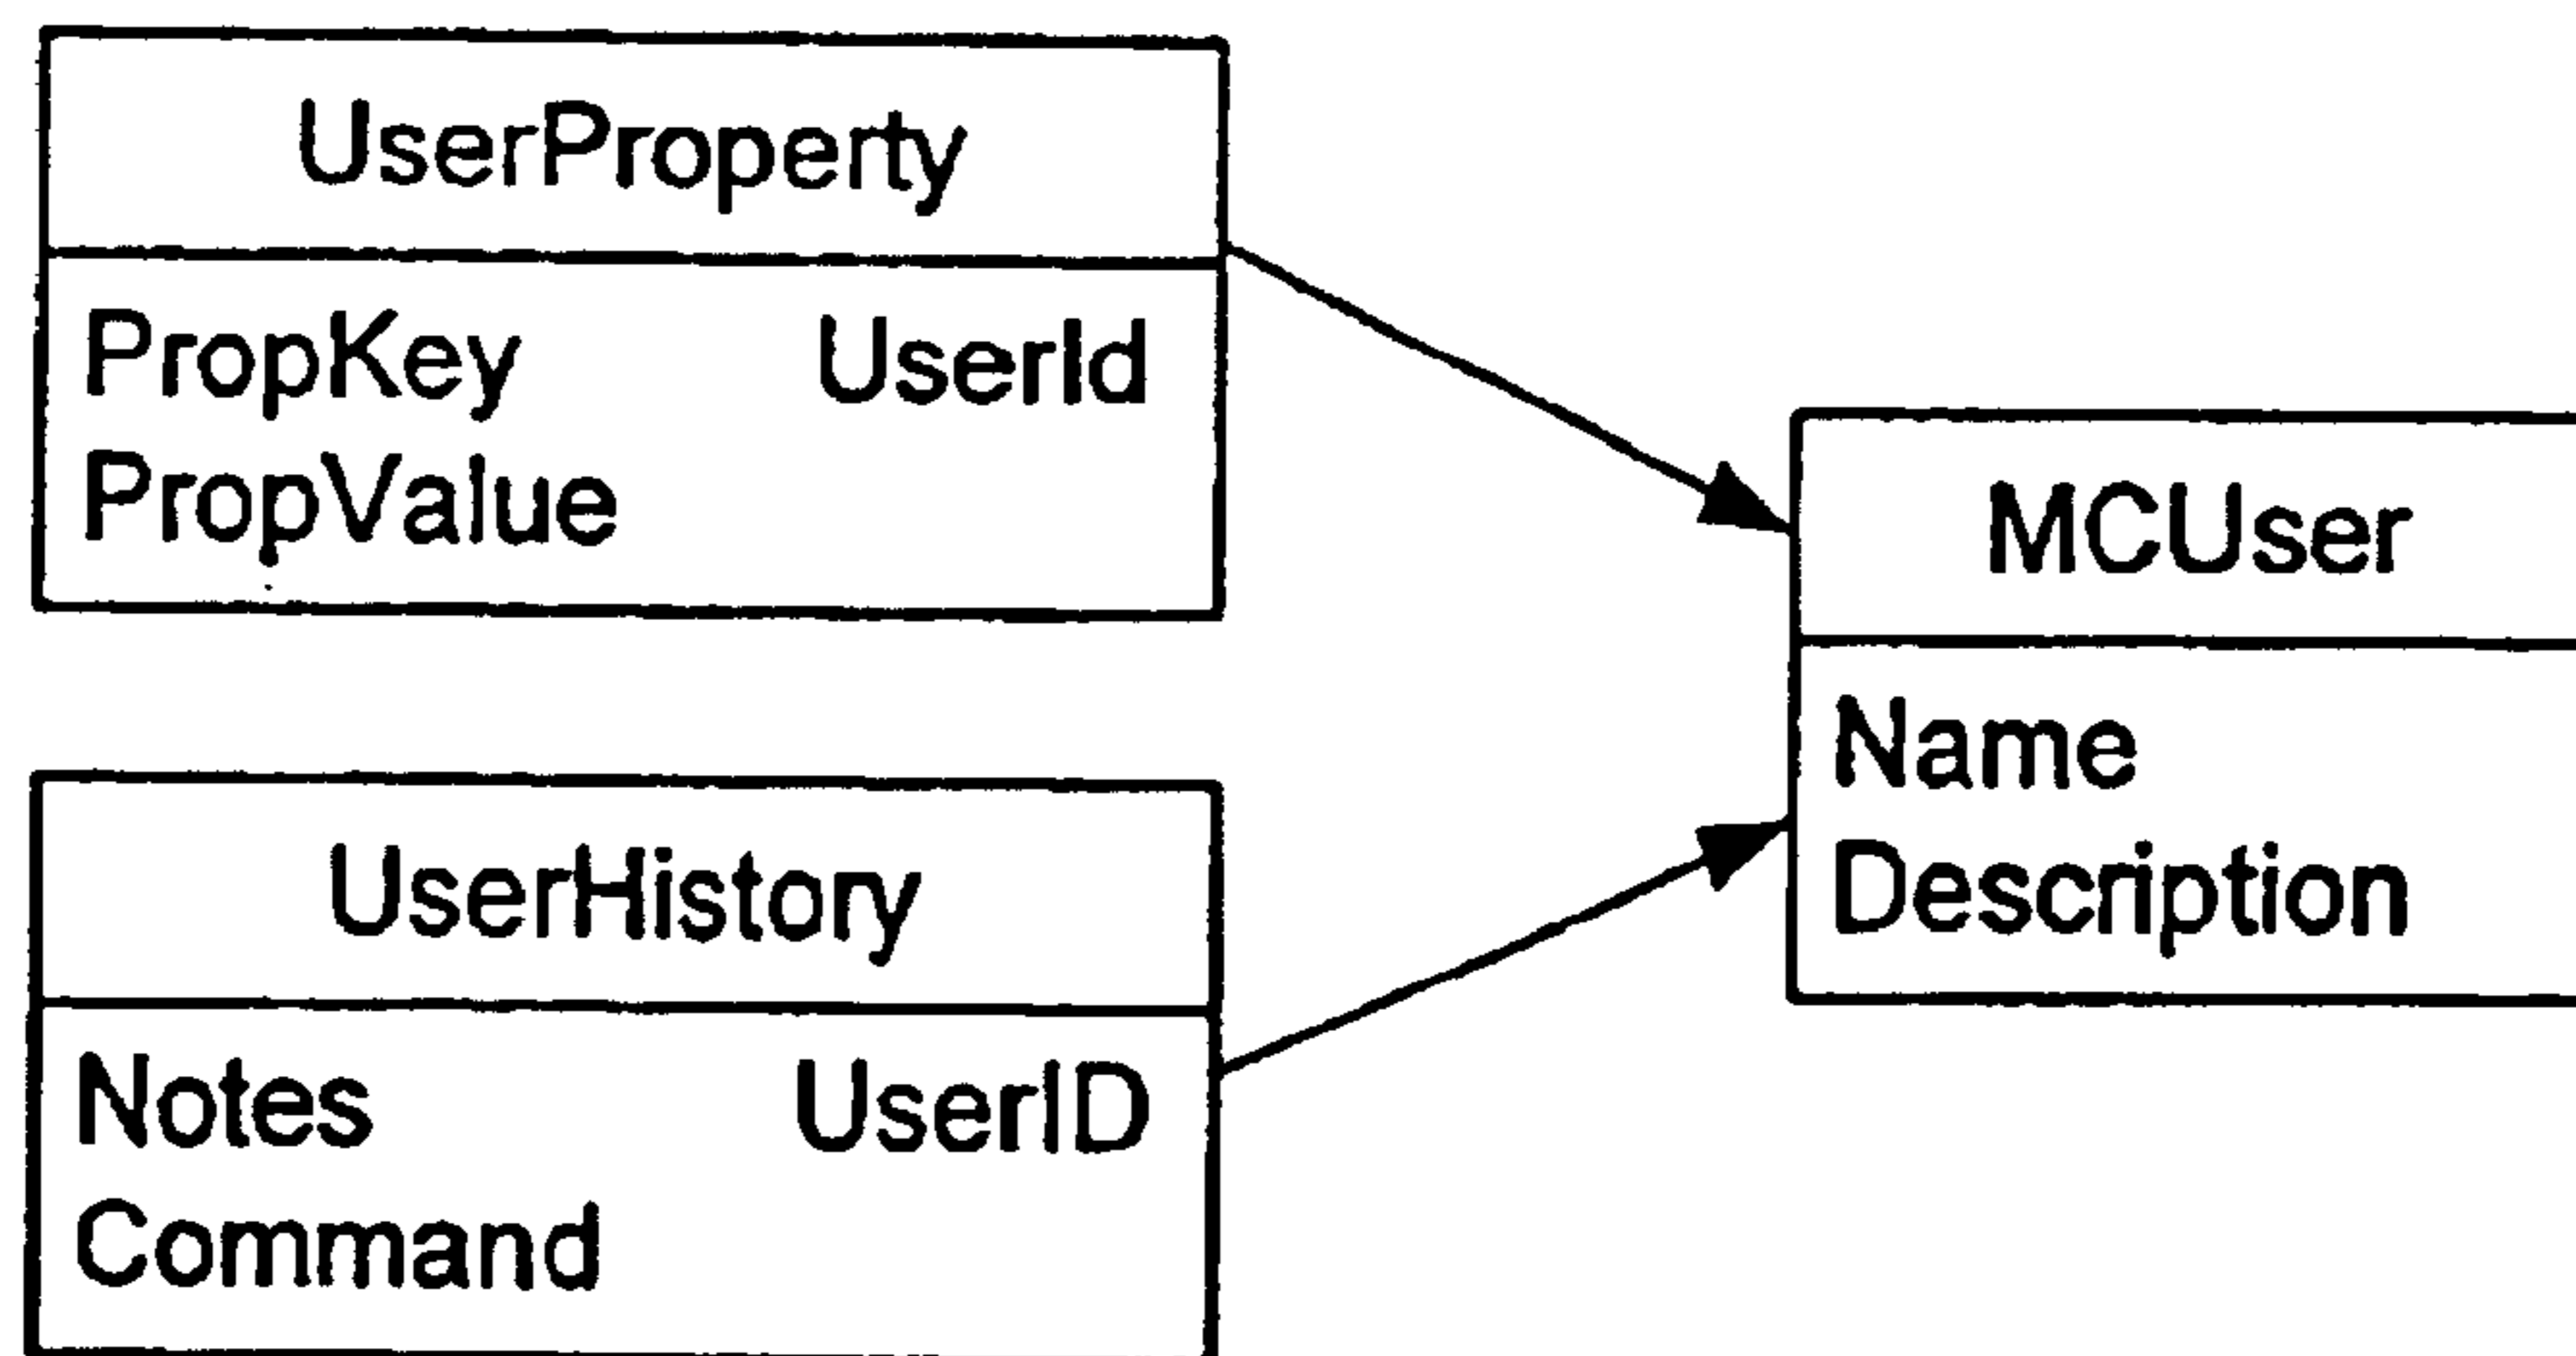 UserProperty
PropKey UserId
PropValue
MCUser
Name
Description
UserHistory
Notes UserID
Command